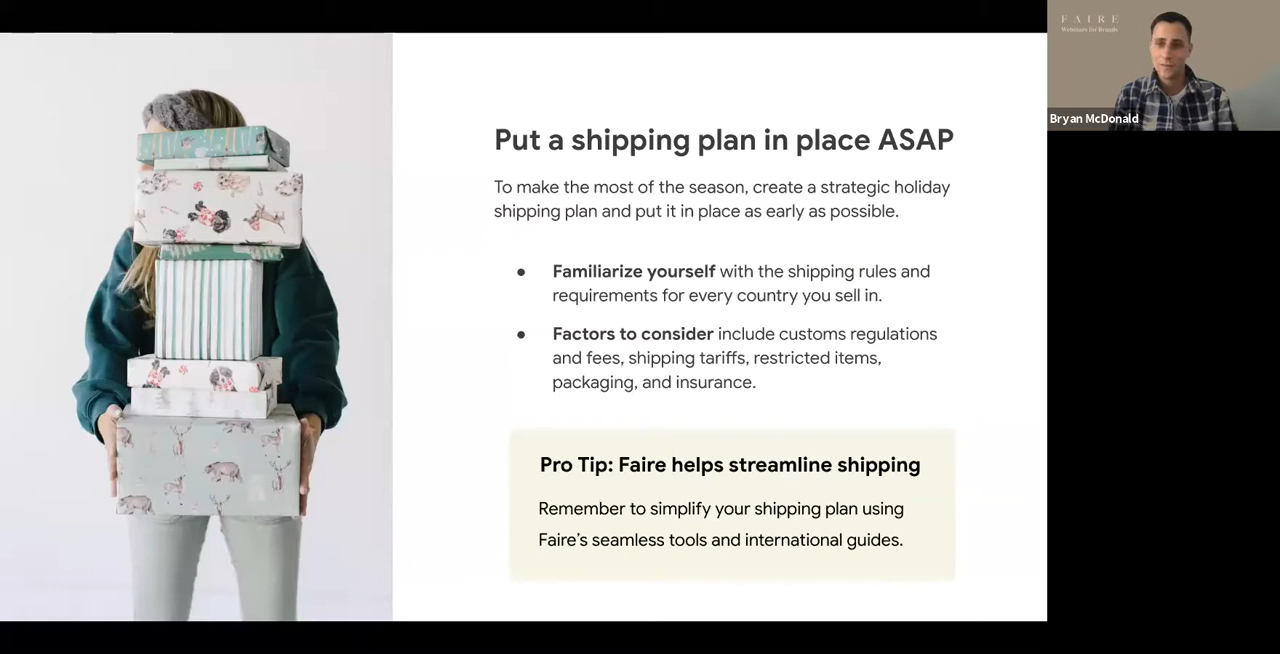 FAIRE
Webinars for Brands
Bryan McDonald
Put a shipping plan in place ASAP
To make the most of the season, create a strategic holiday
shipping plan and put it in place as early as possible.
● Familiarize yourself with the shipping rules and
requirements for every country you sell in.
● Factors to consider include customs regulations
and fees, shipping tariffs, restricted items,
packaging, and insurance.
Pro Tip: Faire helps streamline shipping
Remember to simplify your shipping plan using
Faire’s seamless tools and international guides.